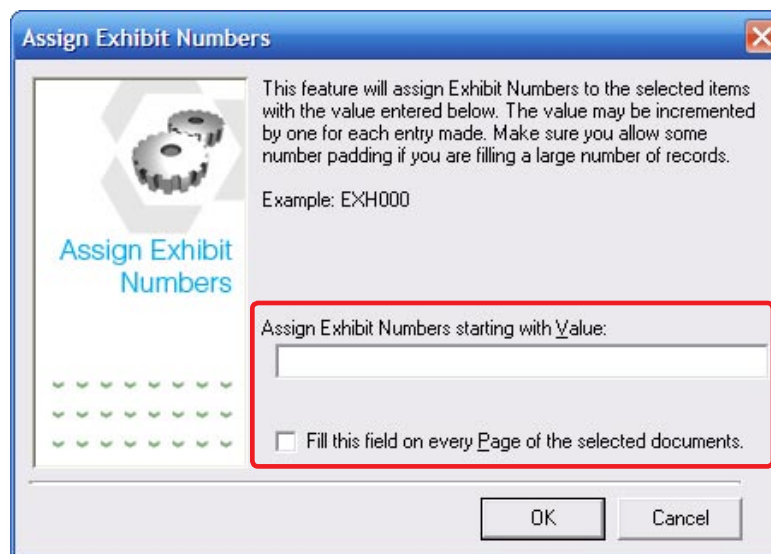 Assign Exhibit Numbers
This feature will assign Exhibit Numbers to the selected items
with the value entered below. The value may be incremented
by one for each entry made. Make sure you allow some
number padding if you are filling a large number of records.
Example: EXH000
Assign Exhibit
Numbers
Assign Exhibit Numbers starting with Value:
Fill this field on every Page of the selected documents.
OK
Cancel